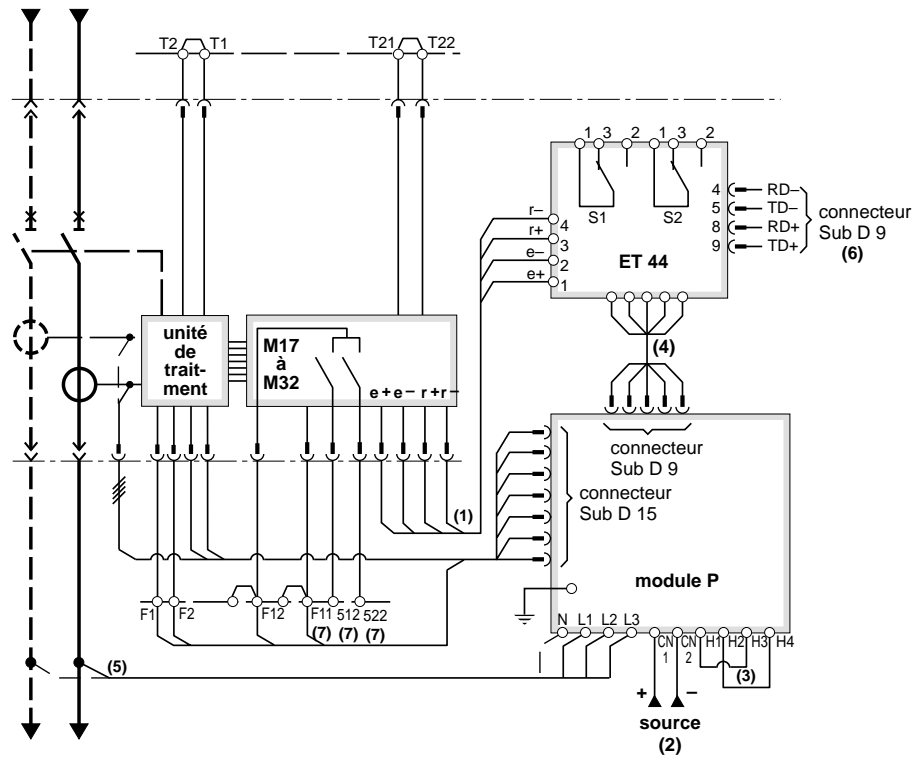 T2 T1 T21 T22
1 3 2 1 3 2
S1 S2
r– 4
r+ 3
e– 2
e+ 1
ET 44
4 RD–
5 TD–
8 RD+
9 TD+
connecteur
Sub D 9
(6)
(4)
unité
de
trait-
ment
M17
à
M32
e+ e– r+ r–
(1)
connecteur
Sub D 9
connecteur
Sub D 15
module P
F1 F2 F12 F11 512 522
(7) (7) (7)
N L1 L2 L3 CN 1 CN 2 H1 H2 H3 H4
(3)
(5)
+ –
source
(2)